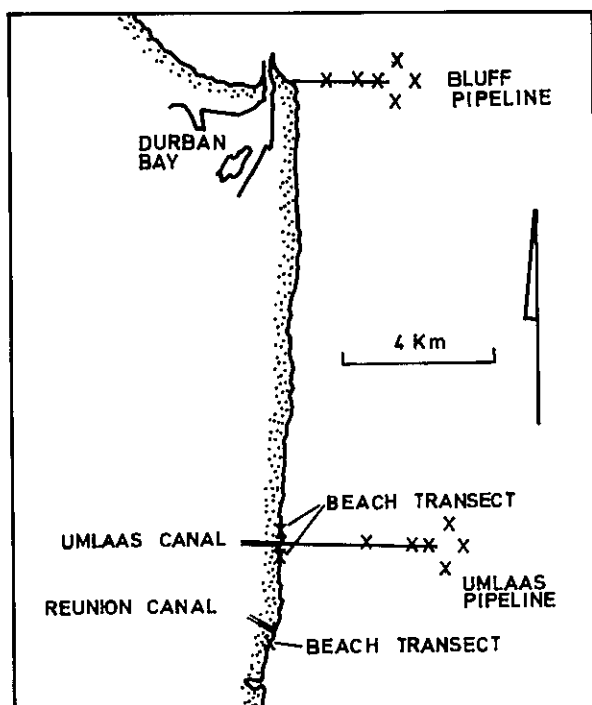 BLUFF
PIPELINE
DURBAN
BAY
4 Km
BEACH TRANSECT
UMLAAS CANAL
UMLAAS
PIPELINE
REUNION CANAL
BEACH TRANSECT